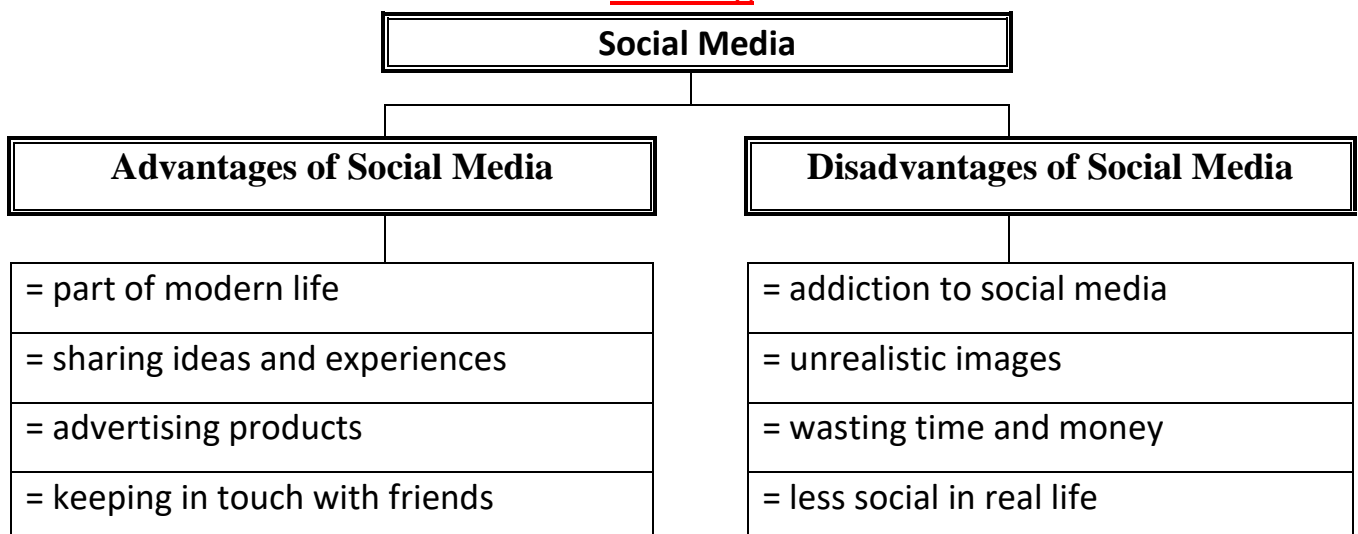 Social Media
Advantages of Social Media
= part of modern life
= sharing ideas and experiences
= advertising products
= keeping in touch with friends
Disadvantages of Social Media
= addiction to social media
= unrealistic images
= wasting time and money
= less social in real life